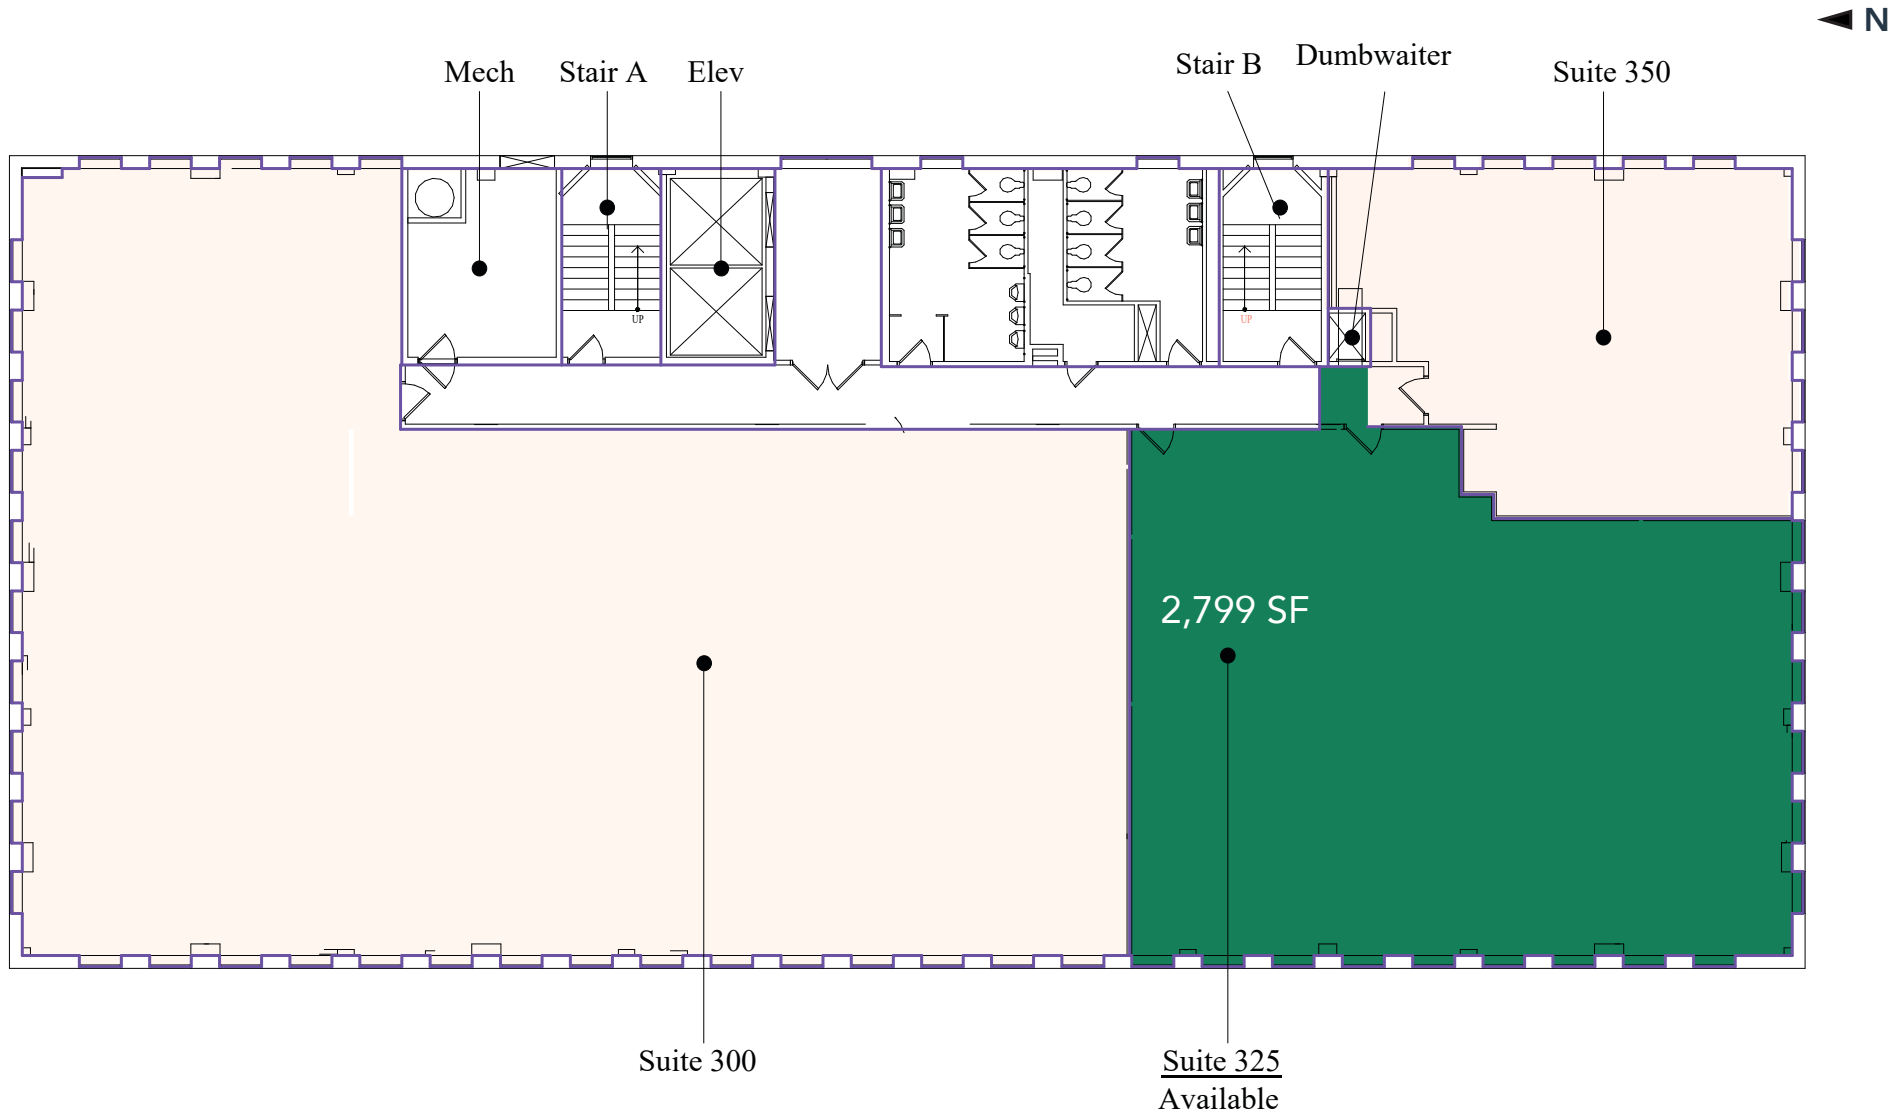 N
Mech
Stair A
Elev
Stair B
Dumbwaiter
Suite 350
UP
UP
2,799 SF
Suite 300
Suite 325
Available